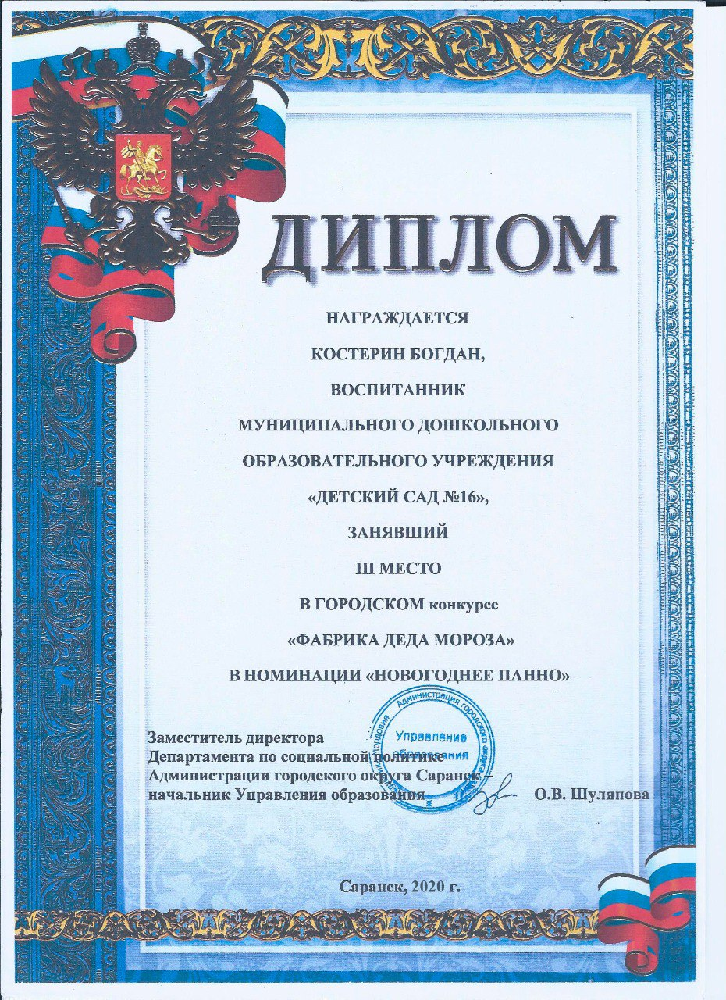 ДИПЛОМ
НАГРАЖДАЕТСЯ
КОСТЕРИН БОГДАН,
ВОСПИТАННИК
МУНИЦИПАЛЬНОГО ДОШКОЛЬНОГО
ОБРАЗОВАТЕЛЬНОГО УЧРЕЖДЕНИЯ
«ДЕТСКИЙ САД №16»,
ЗАНЯВШИЙ
III МЕСТО
В ГОРОДСКОМ конкурсе
«ФАБРИКА ДЕДА МОРОЗА»
В НОМИНАЦИИ «НОВОГОДНЕЕ ПАННО»
Администрация городского округа
Мордовия
Управление
образования
Заместитель директора
Департамента по социальной политике
Администрации городского округа Саранск –
начальник Управления образования О.В. Шуляпова
Саранск, 2020 г.